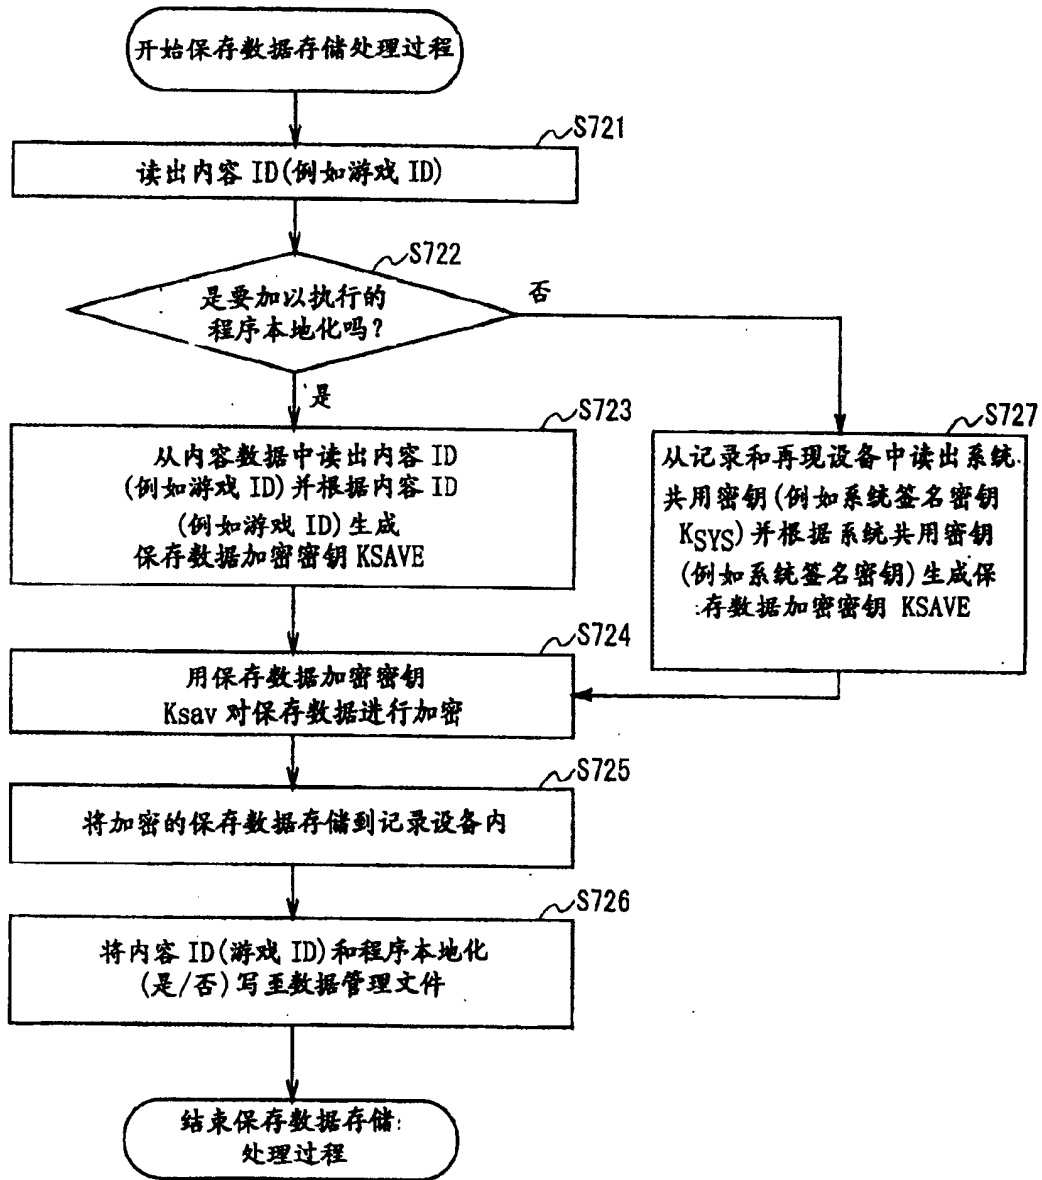 开始保存数据存储处理过程
S721
读出内容 ID(例如游戏 ID)
S722
是要加以执行的
程序本地化吗?
否
是
S723
从内容数据中读出内容 ID
(例如游戏 ID)并根据内容 ID
(例如游戏 ID)生成
保存数据加密密钥 KSAVE
S727
从记录和再现设备中读出系统
共用密钥(例如系统签名密钥
KSYS)并根据系统共用密钥
(例如系统签名密钥)生成保
存数据加密密钥 KSAVE
S724
用保存数据加密密钥
Ksav 对保存数据进行加密
S725
将加密的保存数据存储到记录设备内
S726
将内容 ID(游戏 ID)和程序本地化
(是/否)写至数据管理文件
结束保存数据存储
处理过程